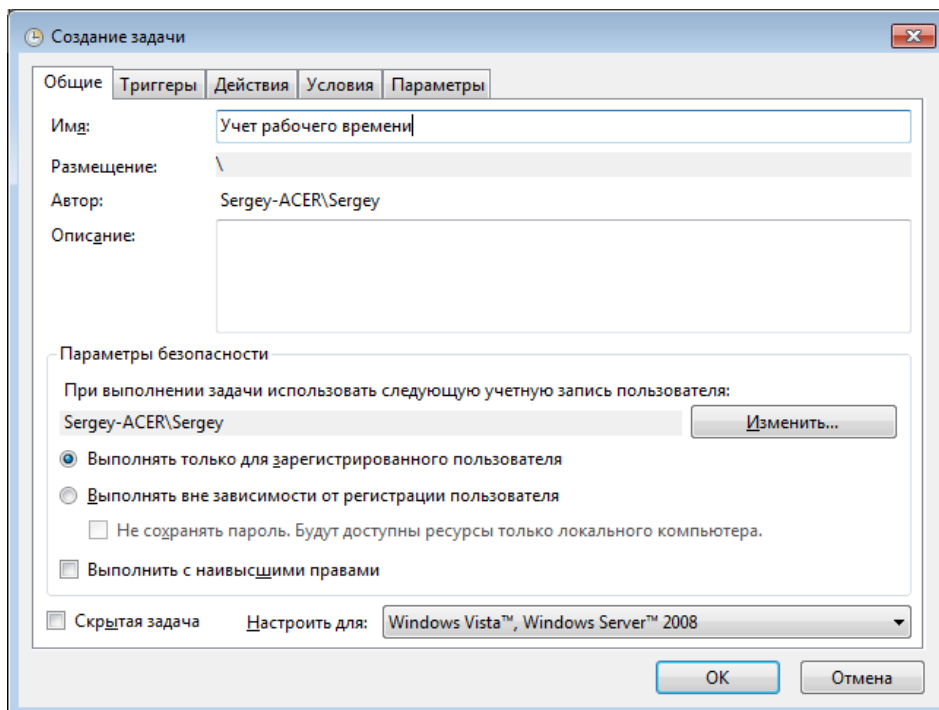 Создание задачи
Общие Триггеры Действия Условия Параметры
Имя: Учет рабочего времени
Размещение: \
Автор: Sergey-ACER\Sergey
Описание:
Параметры безопасности
При выполнении задачи использовать следующую учетную запись пользователя:
Sergey-ACER\Sergey Изменить...
Выполнять только для зарегистрированного пользователя
Выполнять вне зависимости от регистрации пользователя
Не сохранять пароль. Будут доступны ресурсы только локального компьютера.
Выполнить с наивысшими правами
Скрытая задача Настроить для: Windows Vista™, Windows Server™ 2008
OK Отмена